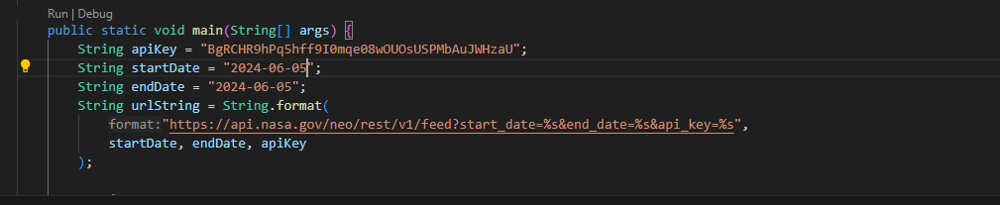 Run | Debug
public static void main(String[] args) {
String apiKey = "BgRCHR9hPq5hff9I0mqe08wOUOsUSPMbAuJWHzaU";
String startDate = "2024-06-05";
String endDate = "2024-06-05";
String urlString = String.format(
format:"https://api.nasa.gov/neo/rest/v1/feed?start_date=%s&end_date=%s&api_key=%s",
startDate, endDate, apiKey
);